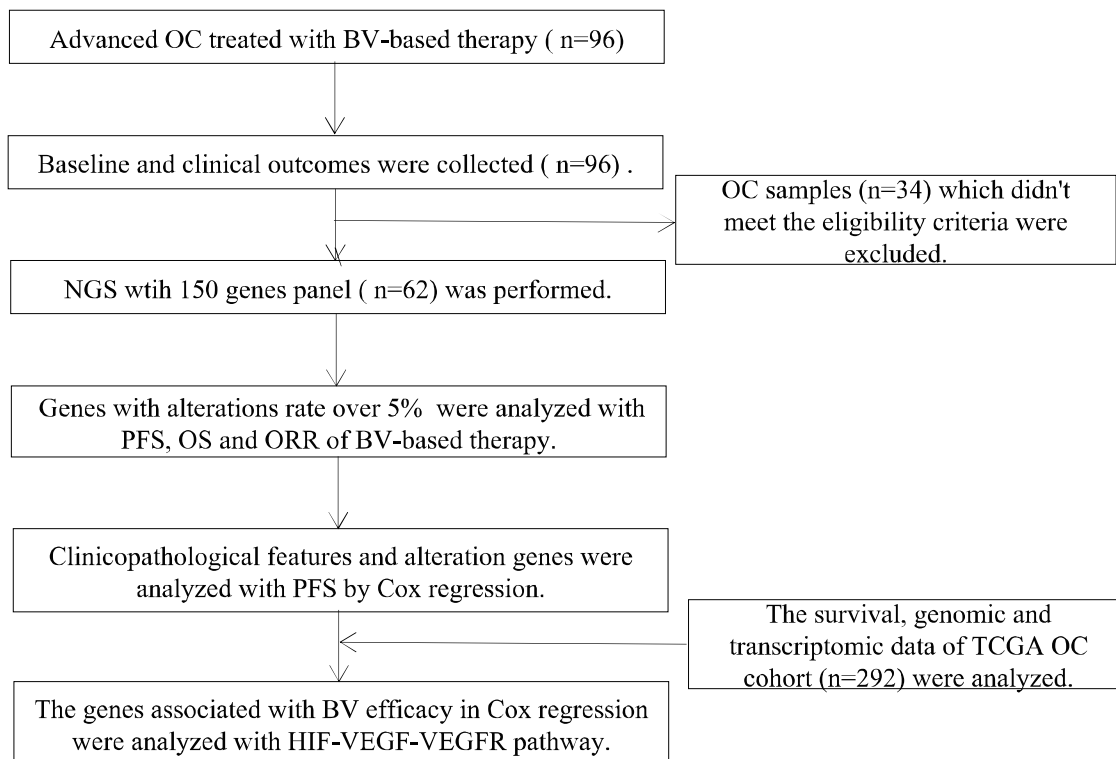 Advanced OC treated with BV-based therapy ( n=96)
Baseline and clinical outcomes were collected ( n=96) .
OC samples (n=34) which didn't
meet the eligibility criteria were
excluded.
NGS wtih 150 genes panel ( n=62) was performed.
Genes with alterations rate over 5% were analyzed with
PFS, OS and ORR of BV-based therapy.
Clinicopathological features and alteration genes were
analyzed with PFS by Cox regression.
The survival, genomic and
transcriptomic data of TCGA OC
cohort (n=292) were analyzed.
The genes associated with BV efficacy in Cox regression
were analyzed with HIF-VEGF-VEGFR pathway.